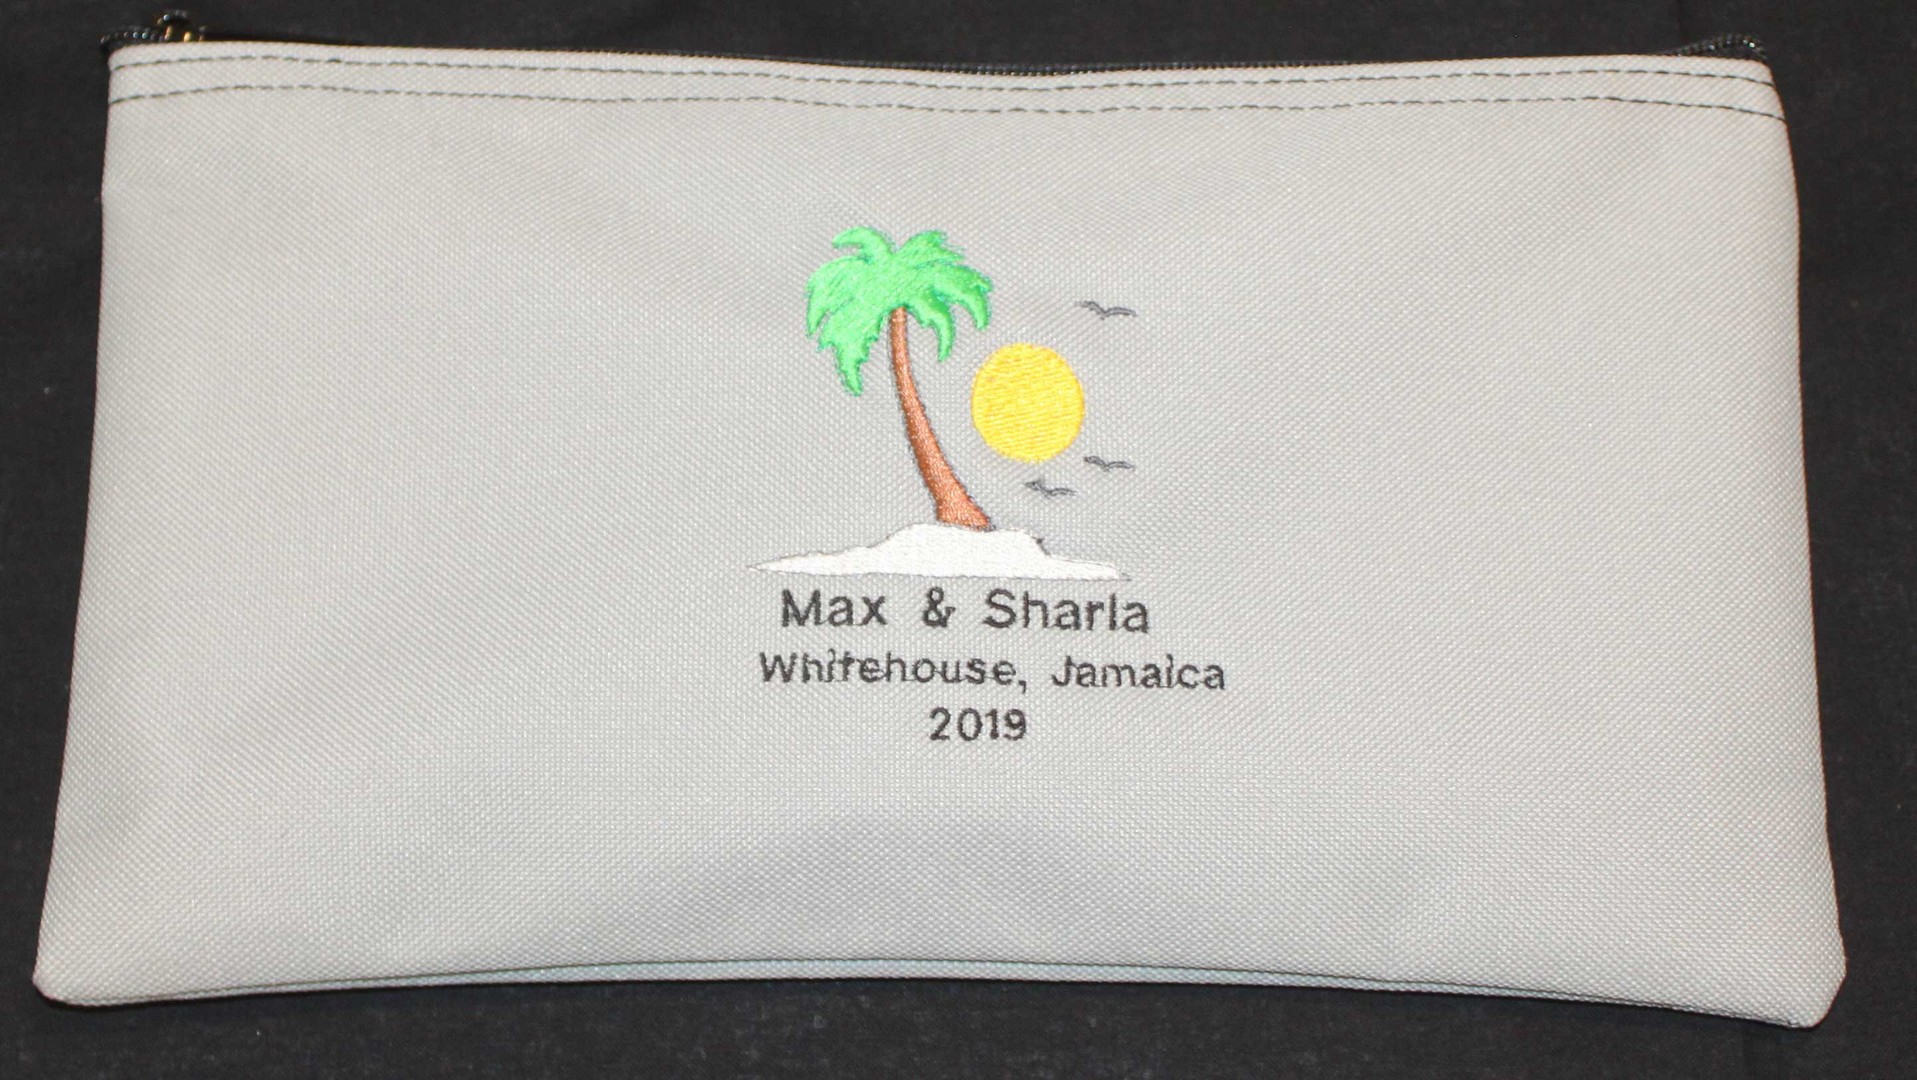 Max & Sharla
Whitehouse, Jamaica
2019